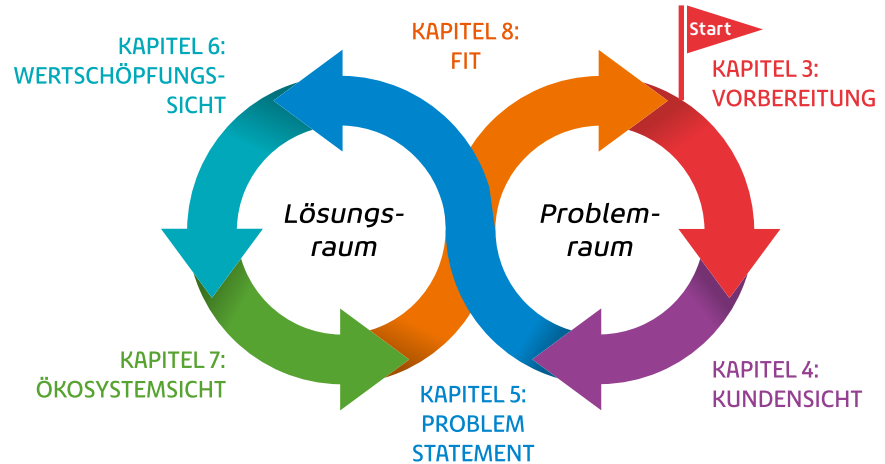 Start
KAPITEL 3:
VORBEREITUNG
KAPITEL 4:
KUNDENSICHT
KAPITEL 5:
PROBLEM
STATEMENT
KAPITEL 6:
WERTSCHÖPFUNGS-
SICHT
KAPITEL 7:
ÖKOSYSTEMSICHT
KAPITEL 8:
FIT
Lösungs-
raum
Problem-
raum